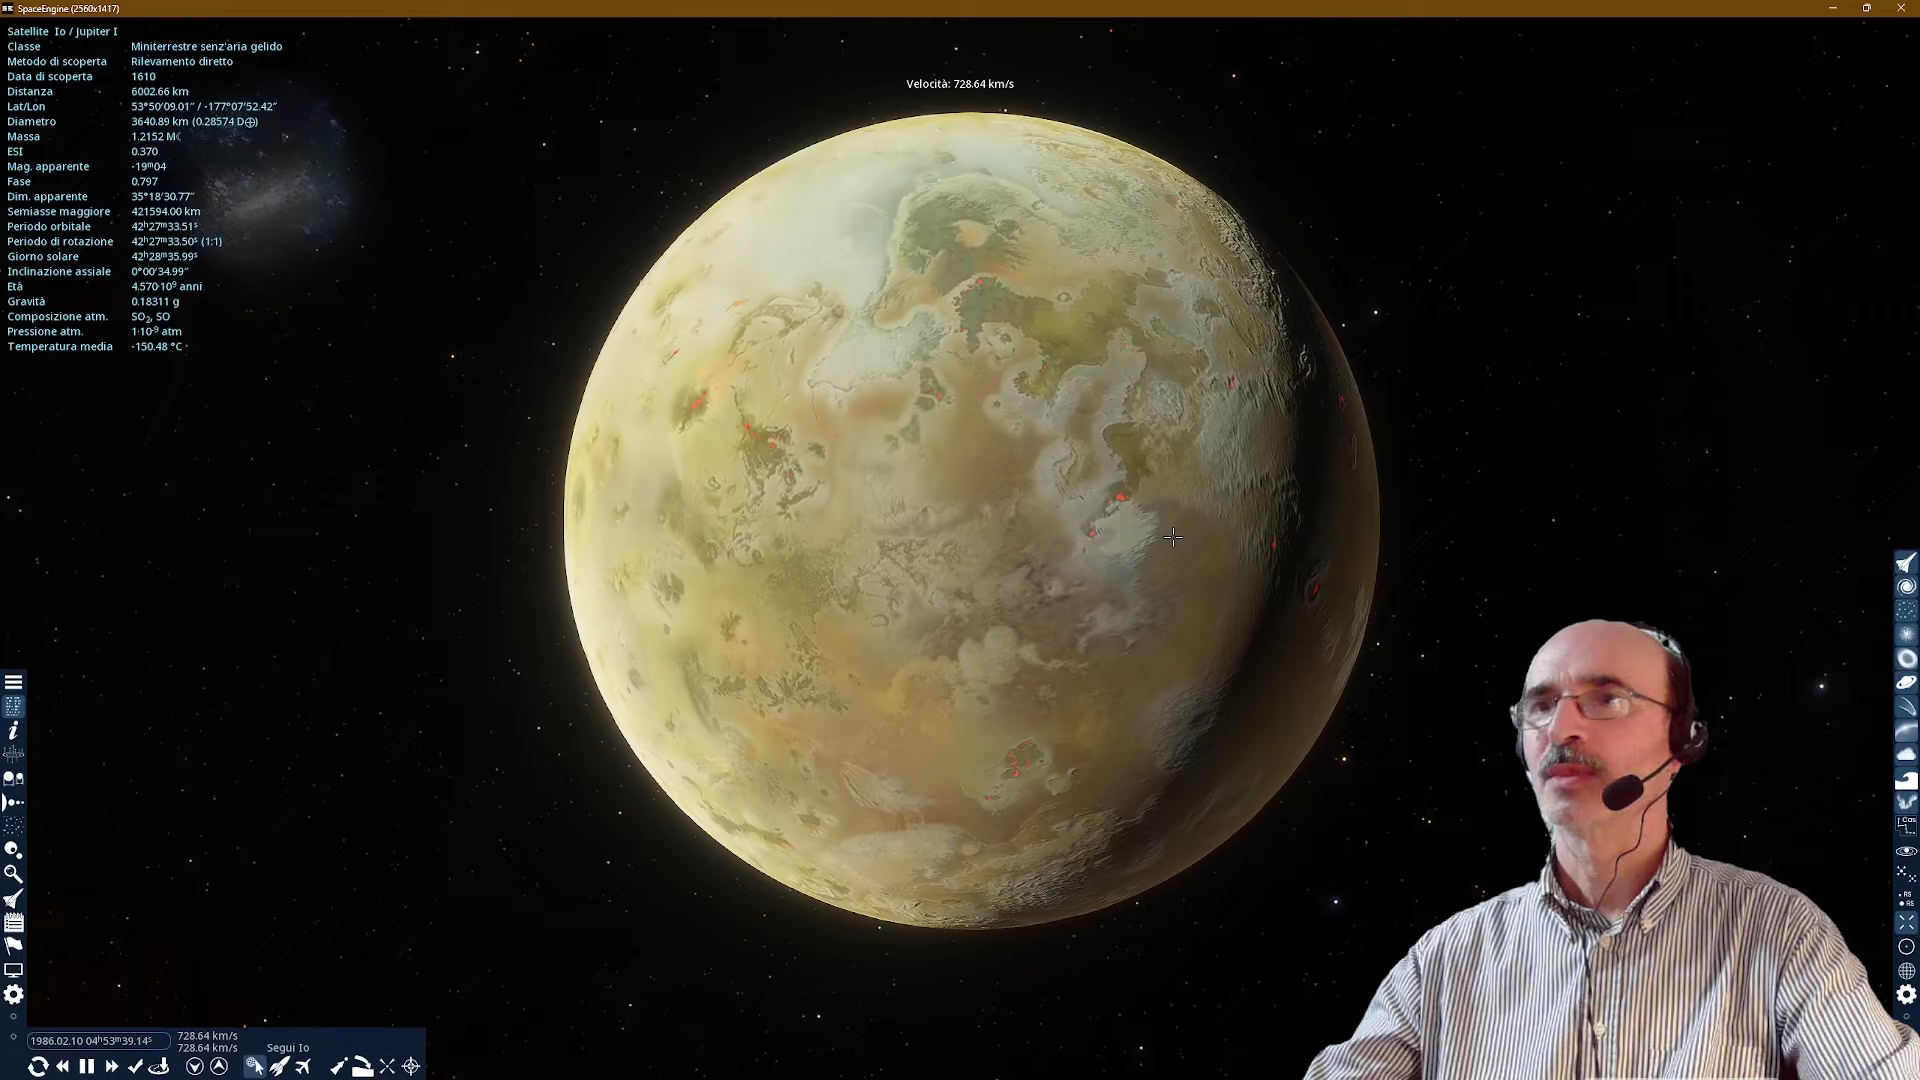 SpaceEngine (2560x1417)
Satellite Io / Jupiter I
Classe Miniterrestre senz'aria gelido
Metodo di scoperta Rilevamento diretto
Data di scoperta 1610
Distanza 6002.66 km
Lat/Lon 53°50'09.01" / -177°07'52.42"
Diametro 3640.89 km (0.28574 D⊕)
Massa 1.2152 M☾
ESI 0.370
Mag. apparente -19ᵐ04
Fase 0.797
Dim. apparente 35°18'30.77"
Semiasse maggiore 421594.00 km
Periodo orbitale 42ʰ27ᵐ33.51ˢ
Periodo di rotazione 42ʰ27ᵐ33.50ˢ (1:1)
Giorno solare 42ʰ28ᵐ35.99ˢ
Inclinazione assiale 0°00'34.99"
Età 4.570·10⁹ anni
Gravità 0.18311 g
Composizione atm. SO₂, SO
Pressione atm. 1·10⁻⁹ atm
Temperatura media -150.48 °C
Velocità: 728.64 km/s
1986.02.10 04ʰ53ᵐ39.14ˢ
728.64 km/s
728.64 km/s
Segui Io